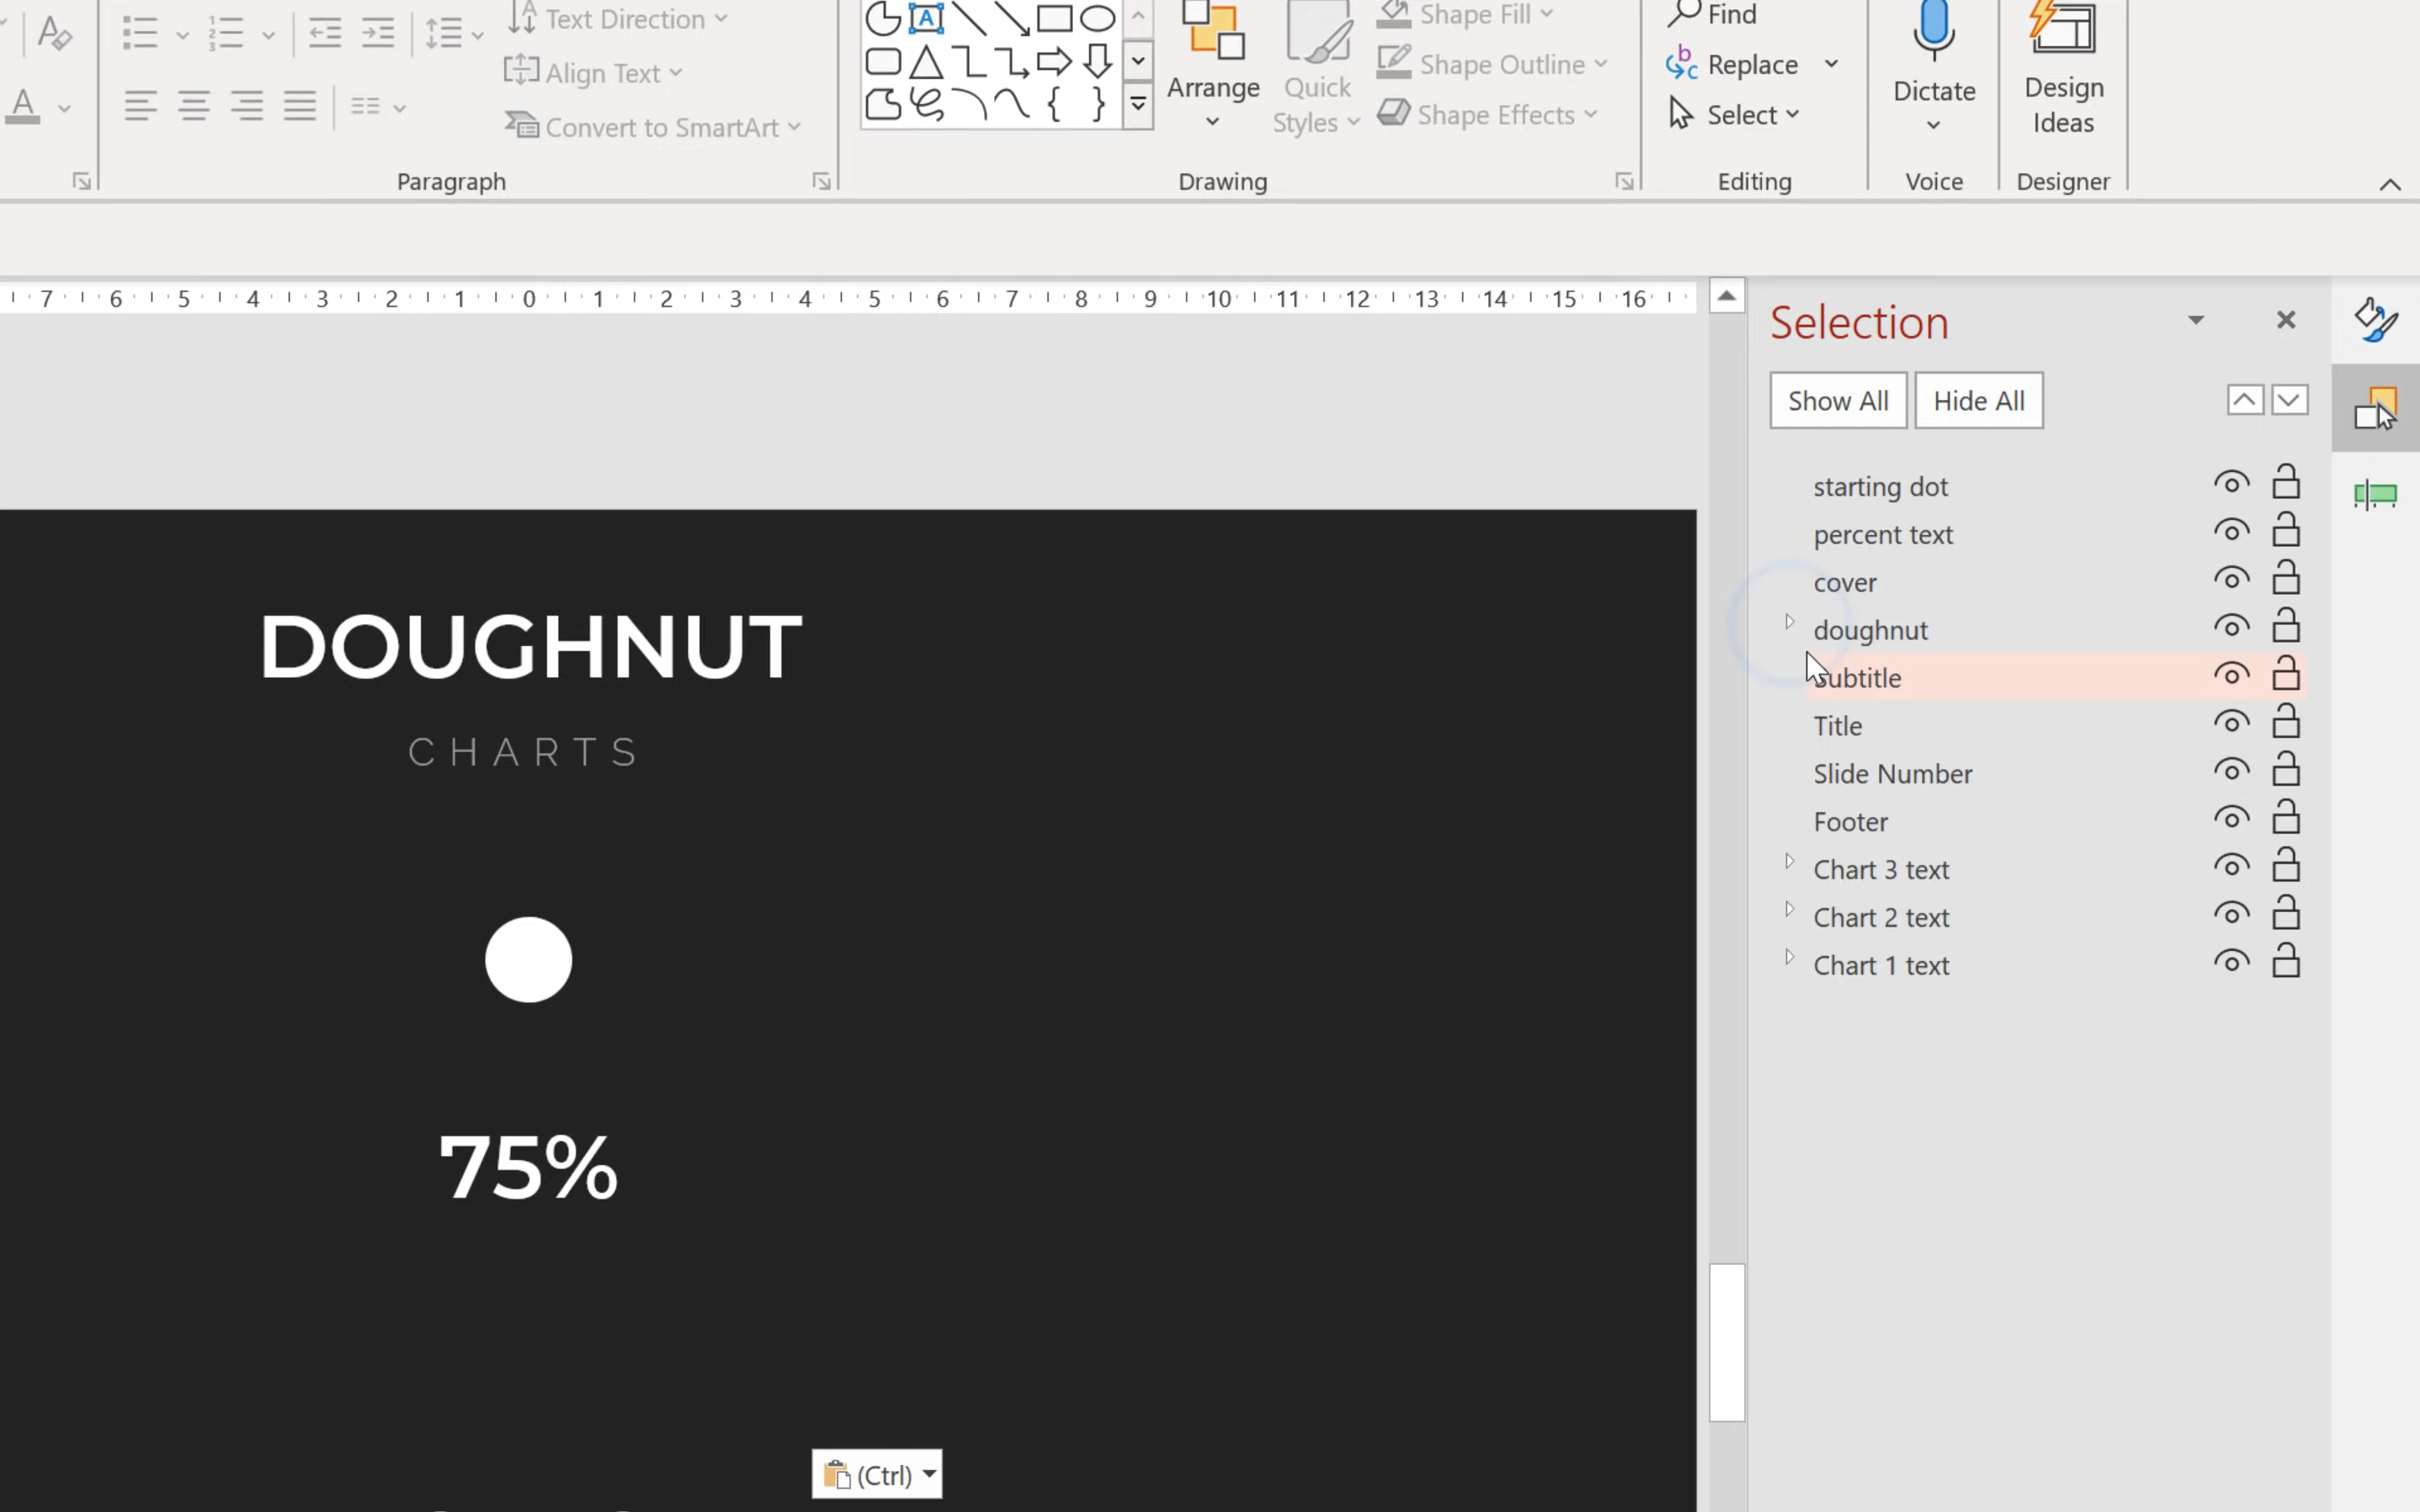 Text Direction
Align Text
Convert to SmartArt
Paragraph
Arrange
Quick
Styles
Shape Fill
Shape Outline
Shape Effects
Drawing
Find
Replace
Select
Editing
Dictate
Voice
Design
Ideas
Designer
7 6 5 4 3 2 1 0 1 2 3 4 5 6 7 8 9 10 11 12 13 14 15 16
Selection
Show All Hide All
starting dot
percent text
cover
doughnut
Subtitle
Title
Slide Number
Footer
Chart 3 text
Chart 2 text
Chart 1 text
DOUGHNUT
CHARTS
75%
(Ctrl)